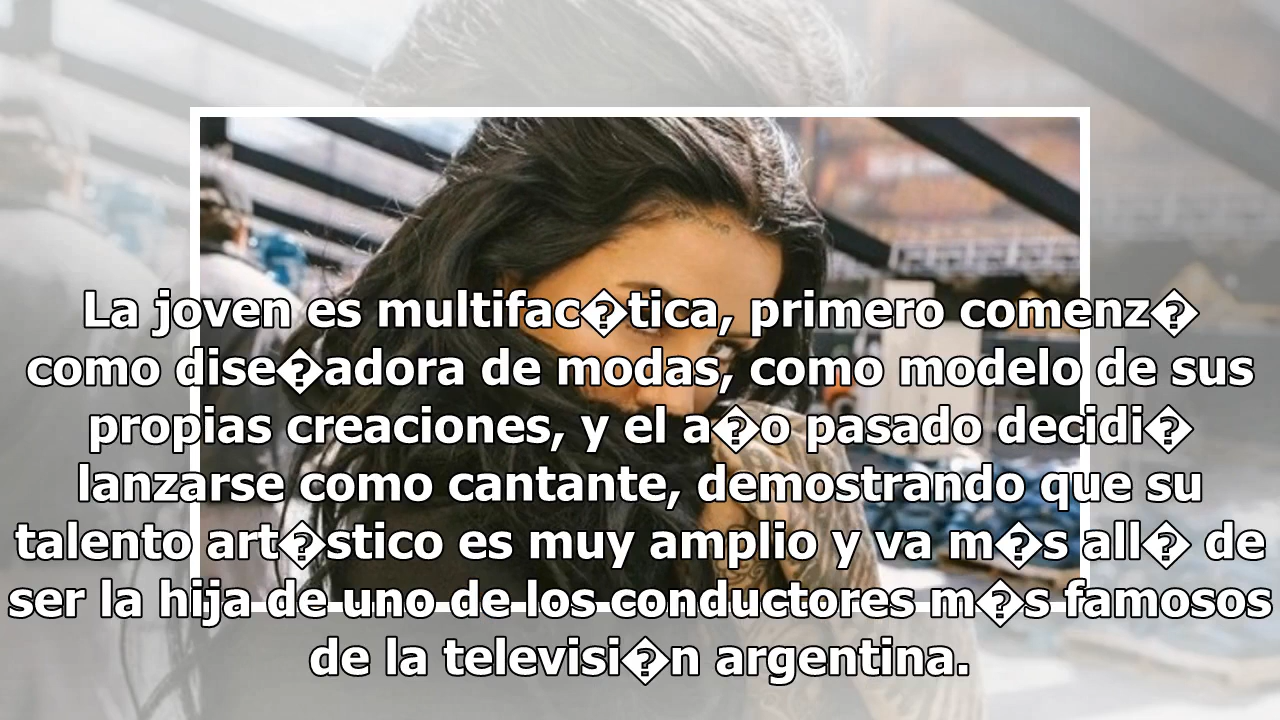 La joven es multifac�tica, primero comenz�
como dise�adora de modas, como modelo de sus
propias creaciones, y el a�o pasado decidi�
lanzarse como cantante, demostrando que su
talento art�stico es muy amplio y va m�s all� de
ser la hija de uno de los conductores m�s famosos
de la televisi�n argentina.